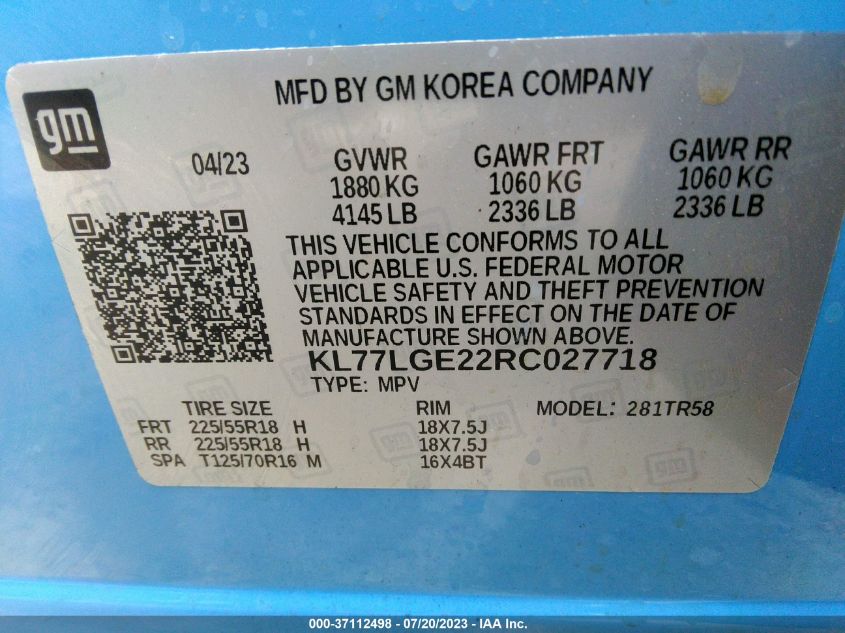 gm
MFD BY GM KOREA COMPANY
04/23 GVWR GAWR FRT GAWR RR
1880 KG 1060 KG 1060 KG
4145 LB 2336 LB 2336 LB
THIS VEHICLE CONFORMS TO ALL
APPLICABLE U.S. FEDERAL MOTOR
VEHICLE SAFETY AND THEFT PREVENTION
STANDARDS IN EFFECT ON THE DATE OF
MANUFACTURE SHOWN ABOVE.
KL77LGE22RC027718
TYPE: MPV
TIRE SIZE RIM MODEL: 281TR58
FRT 225/55R18 H 18X7.5J
RR 225/55R18 H 18X7.5J
SPA T125/70R16 M 16X4BT
000-37112498 - 07/20/2023 - IAA Inc.